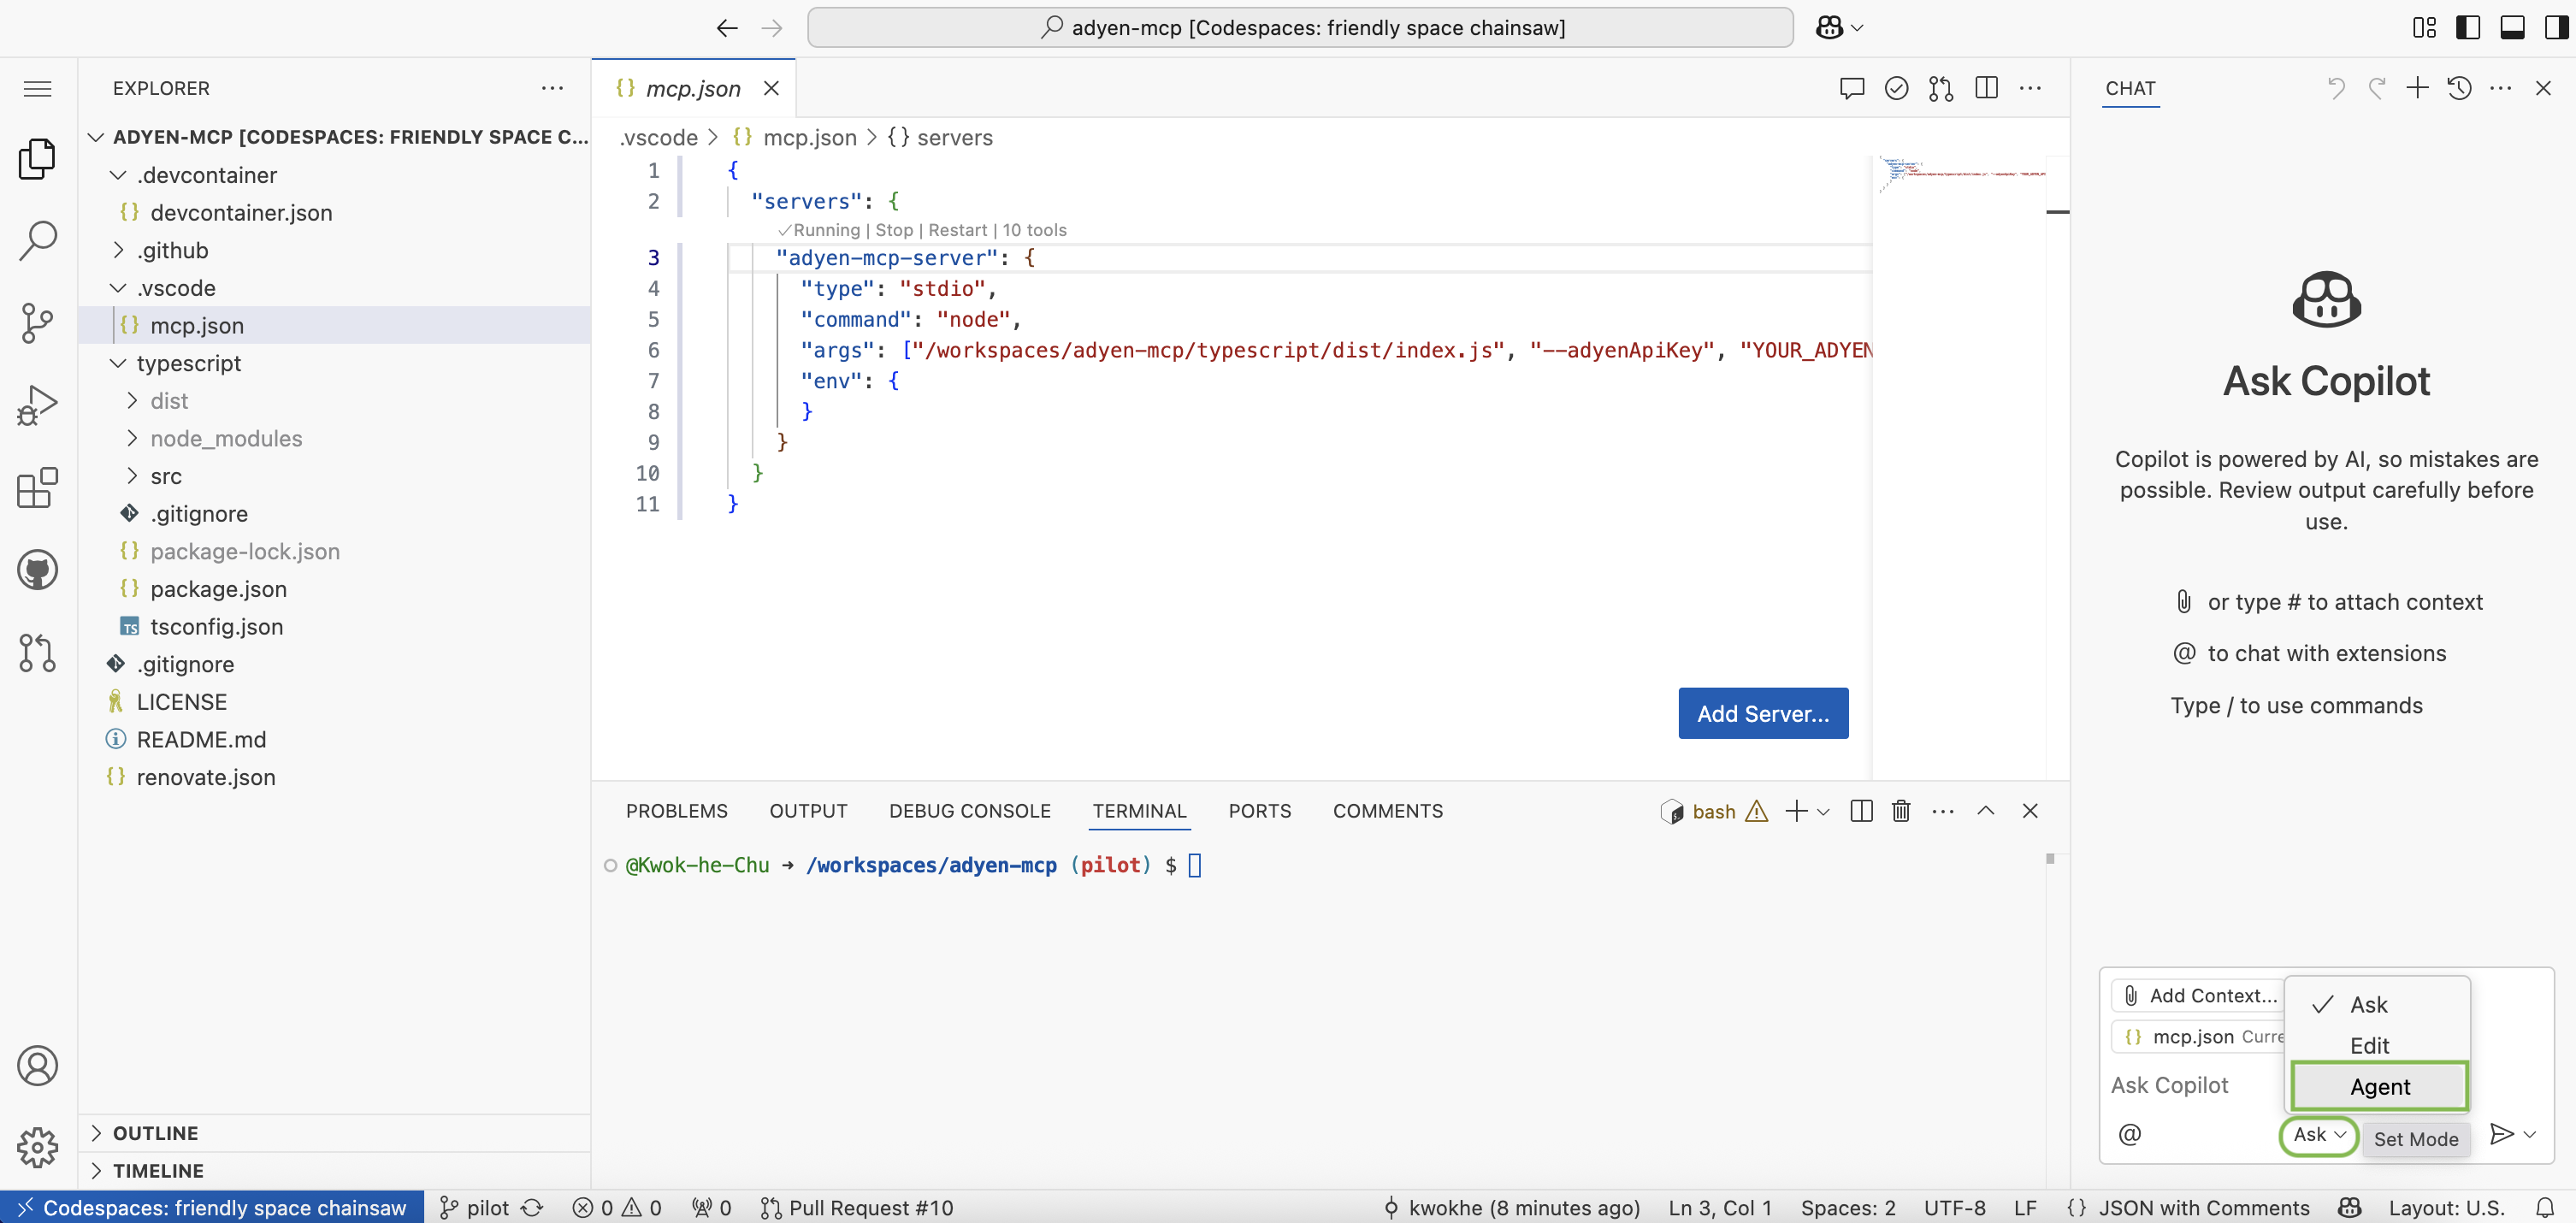 adyen-mcp [Codespaces: friendly space chainsaw]
EXPLORER
ADYEN-MCP [CODESPACES: FRIENDLY SPACE C...
.devcontainer
{} devcontainer.json
.github
.vscode
{} mcp.json
typescript
dist
node_modules
src
.gitignore
{} package-lock.json
{} package.json
TS tsconfig.json
.gitignore
LICENSE
README.md
{} renovate.json
OUTLINE
TIMELINE
{} mcp.json
.vscode > {} mcp.json > {} servers
1 {
2 "servers": {
✓Running | Stop | Restart | 10 tools
3 "adyen-mcp-server": {
4 "type": "stdio",
5 "command": "node",
6 "args": ["/workspaces/adyen-mcp/typescript/dist/index.js", "--adyenApiKey", "YOUR_ADYEN
7 "env": {
8 }
9 }
10 }
11 }
Add Server...
PROBLEMS OUTPUT DEBUG CONSOLE TERMINAL PORTS COMMENTS
bash
@Kwok-he-Chu → /workspaces/adyen-mcp (pilot) $
CHAT
Ask Copilot
Copilot is powered by AI, so mistakes are
possible. Review output carefully before
use.
or type # to attach context
@ to chat with extensions
Type / to use commands
Add Context...
{} mcp.json Curre
Ask Copilot
Ask
Edit
Agent
@
Ask
Set Mode
Codespaces: friendly space chainsaw pilot 0 0 0 Pull Request #10 kwokhe (8 minutes ago) Ln 3, Col 1 Spaces: 2 UTF-8 LF {} JSON with Comments Layout: U.S.